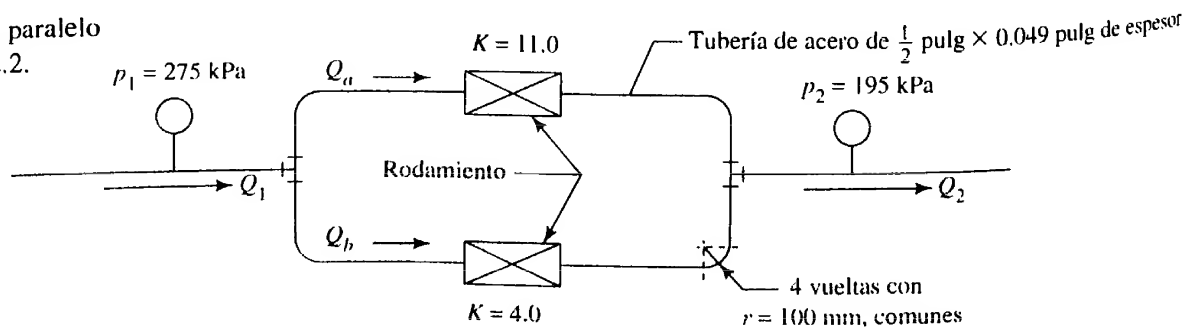 paralelo
.2.
p₁ = 275 kPa
Qₐ
K = 11.0
Tubería de acero de 1/2 pulg × 0.049 pulg de espesor
p₂ = 195 kPa
Rodamiento
Q₁
Q₂
Q_b
K = 4.0
4 vueltas con
r = 100 mm, comunes